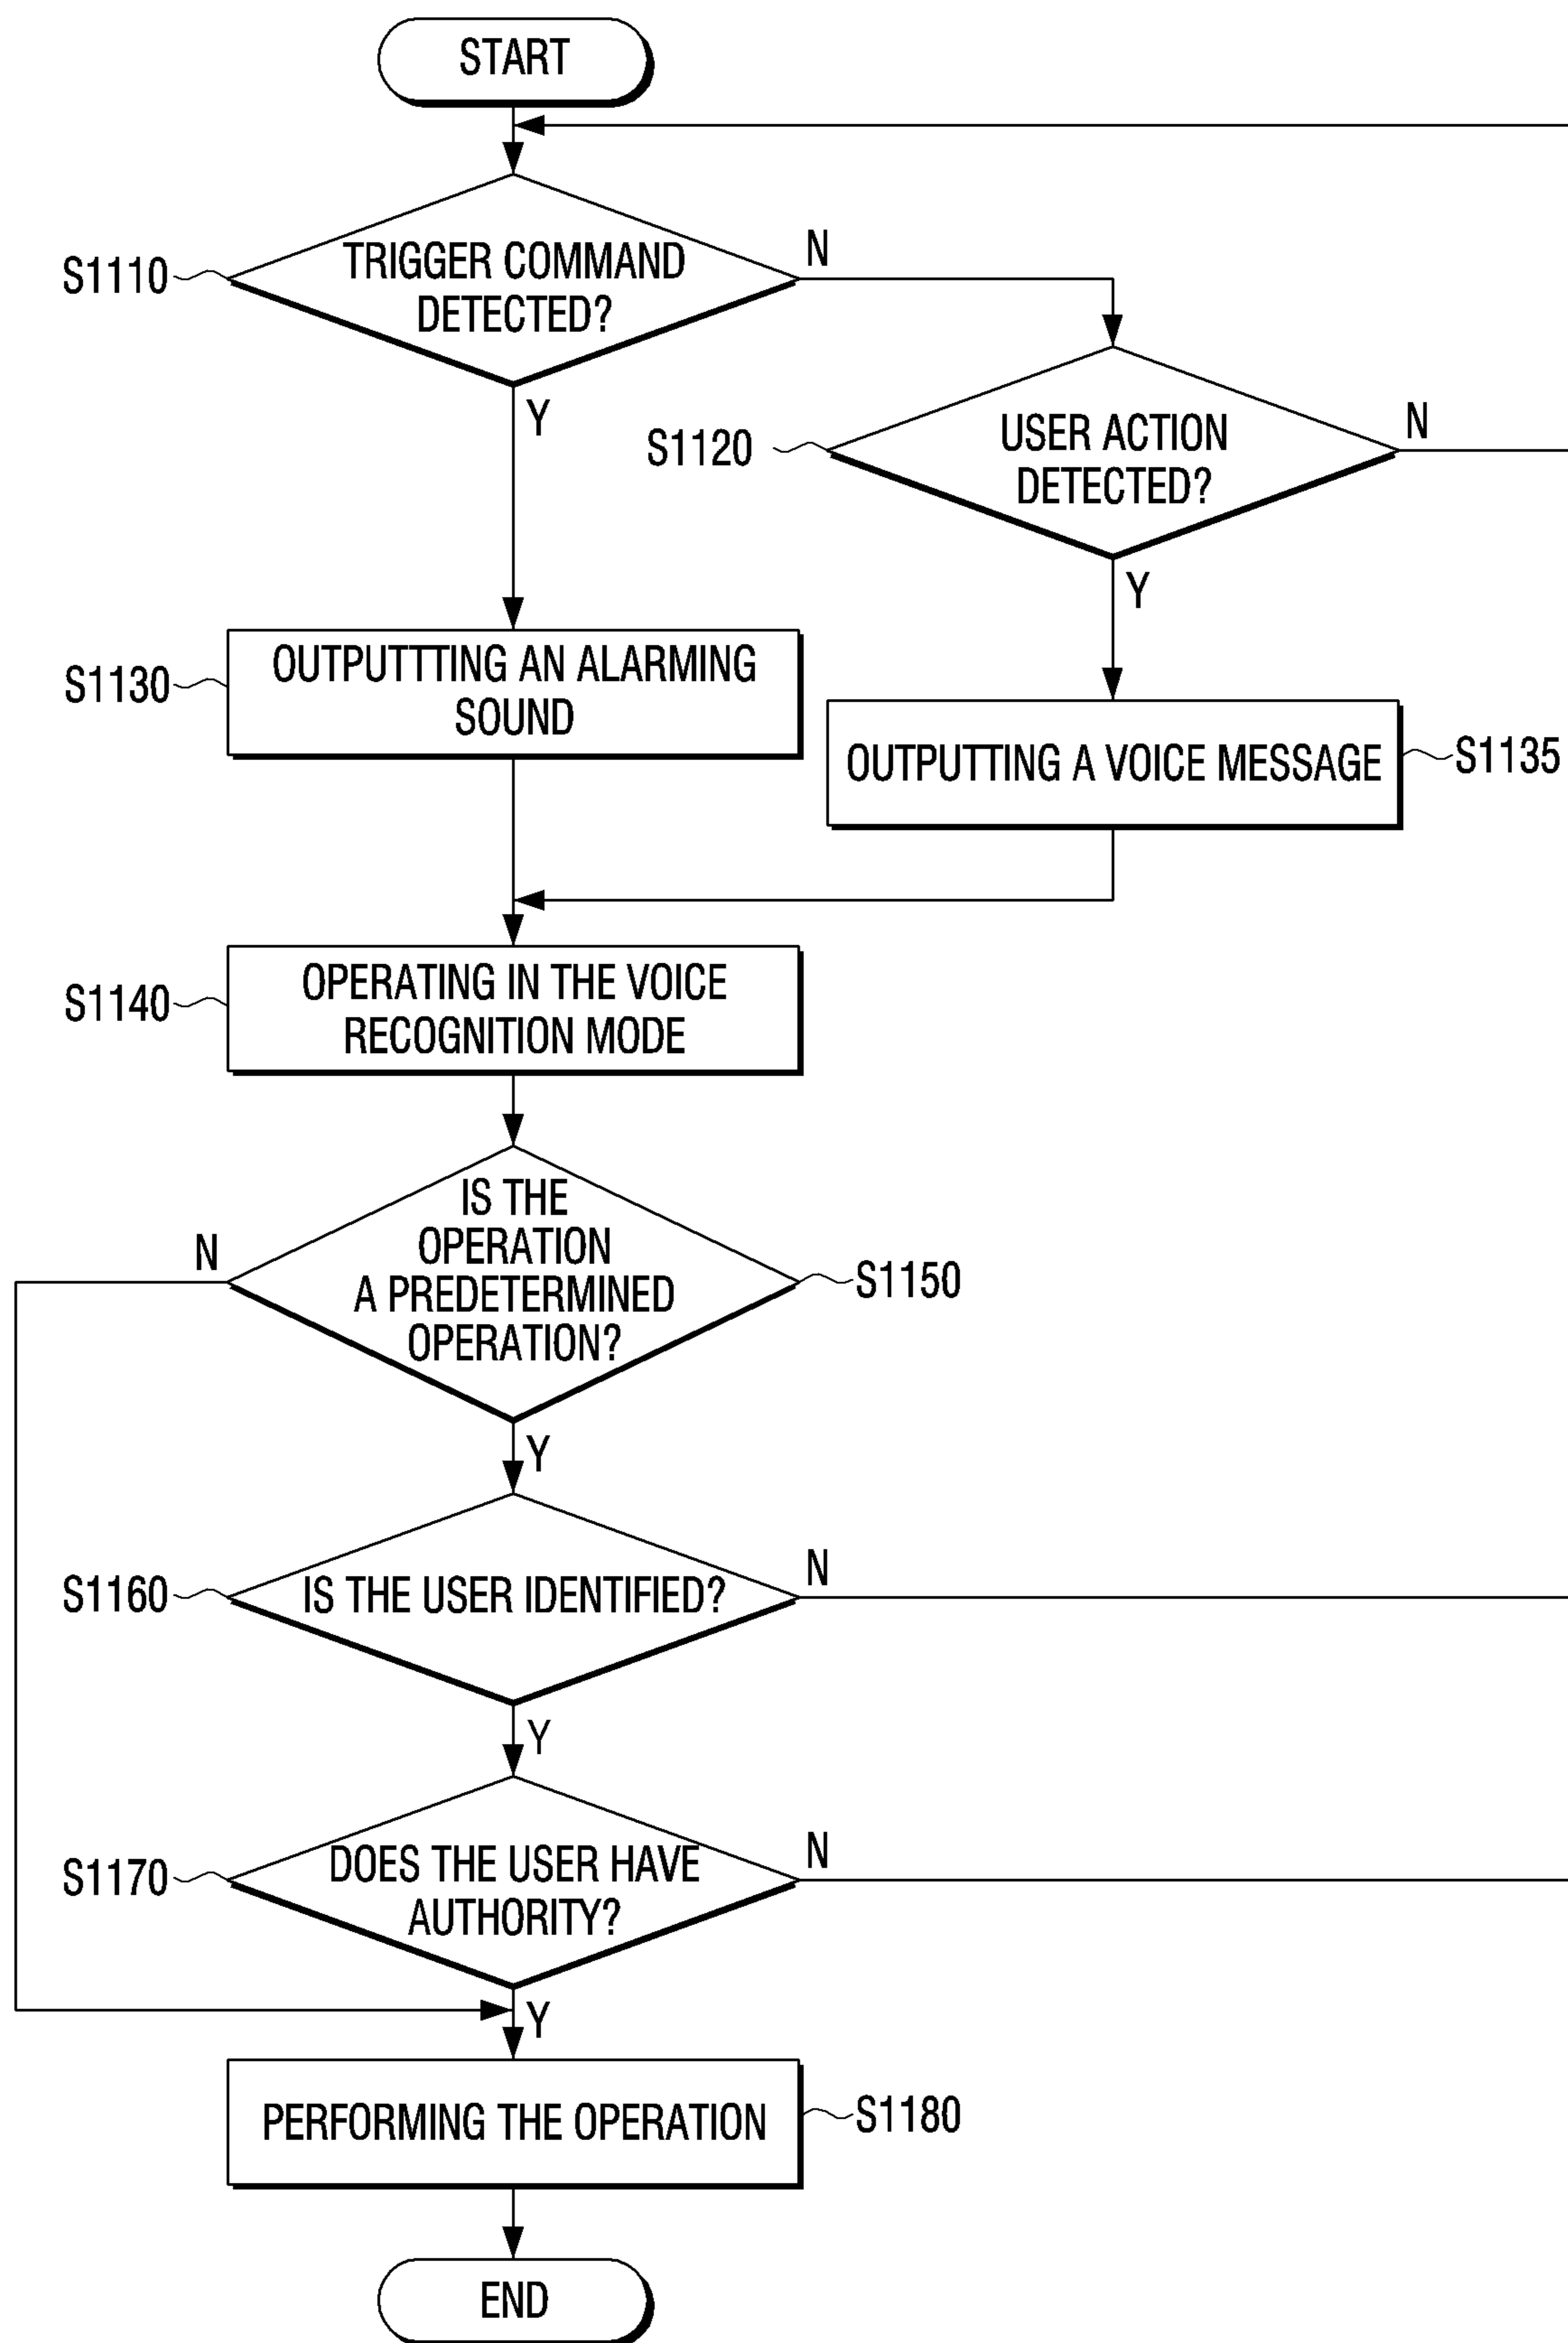 START
S1110
TRIGGER COMMAND
DETECTED?
N
Y
S1120
USER ACTION
DETECTED?
N
Y
S1130
OUTPUTTTING AN ALARMING
SOUND
OUTPUTTING A VOICE MESSAGE
S1135
S1140
OPERATING IN THE VOICE
RECOGNITION MODE
N
IS THE
OPERATION
A PREDETERMINED
OPERATION?
S1150
Y
S1160
IS THE USER IDENTIFIED?
N
Y
S1170
DOES THE USER HAVE
AUTHORITY?
N
Y
PERFORMING THE OPERATION
S1180
END